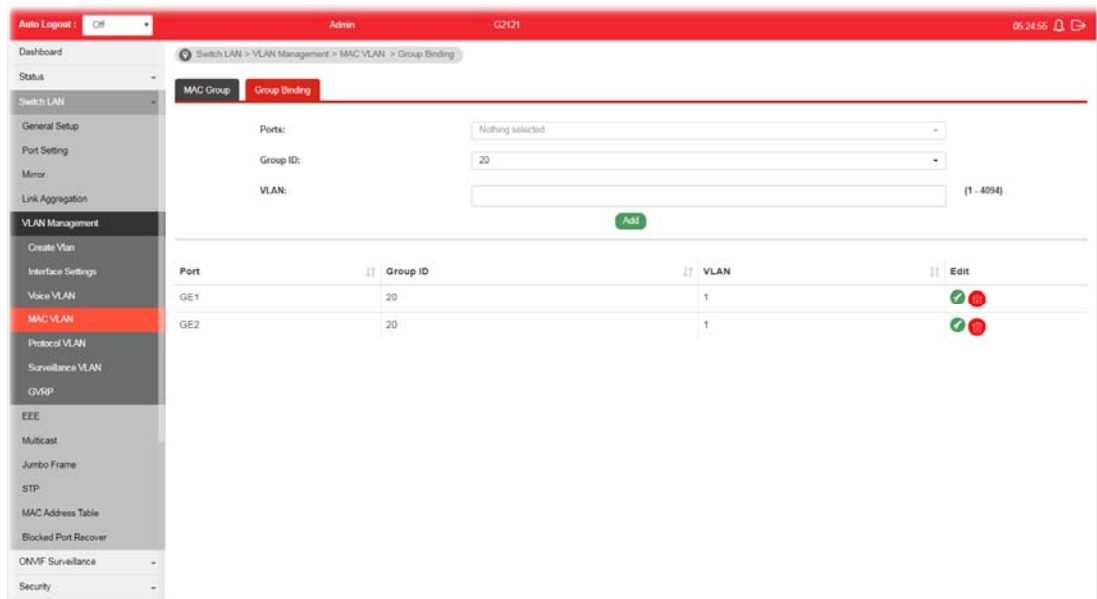 Auto Logout : Off Admin G2121 05:24:55
Dashboard
Status
Switch LAN
General Setup
Port Setting
Mirror
Link Aggregation
VLAN Management
Create Vlan
Interface Settings
Voice VLAN
MAC VLAN
Protocol VLAN
Surveillance VLAN
GVRP
EEE
Multicast
Jumbo Frame
STP
MAC Address Table
Blocked Port Recover
ONVIF Surveillance
Security
Switch LAN > VLAN Management > MAC VLAN > Group Binding
MAC Group Group Binding
Ports: Nothing selected
Group ID: 20
VLAN: (1 - 4094)
Add
Port Group ID VLAN Edit
GE1 20 1
GE2 20 1